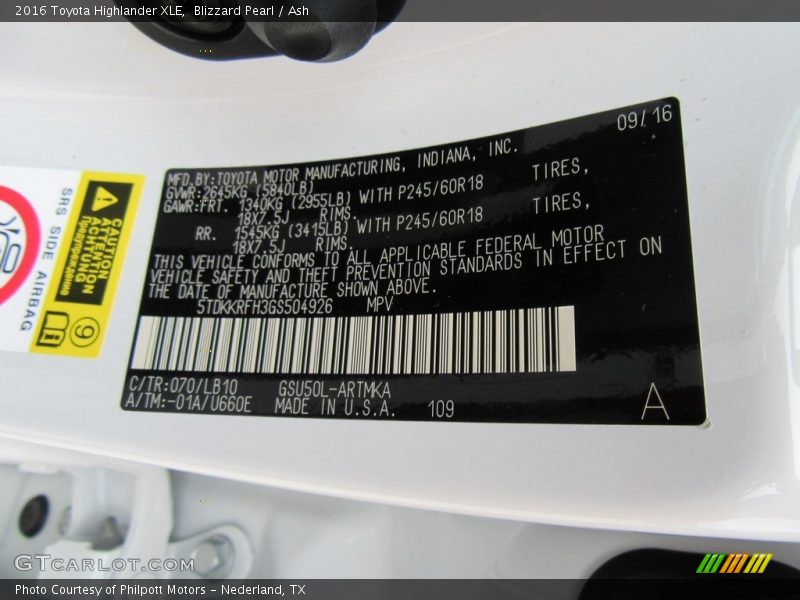 2016 Toyota Highlander XLE, Blizzard Pearl / Ash
09/16
MFD.BY:TOYOTA MOTOR MANUFACTURING, INDIANA, INC.
GVWR:2645KG (5840LB)
GAWR:FRT. 1340KG (2955LB) WITH P245/60R18 TIRES,
18X7.5J RIMS.
RR. 1545KG (3415LB) WITH P245/60R18 TIRES,
18X7.5J RIMS.
THIS VEHICLE CONFORMS TO ALL APPLICABLE FEDERAL MOTOR
VEHICLE SAFETY AND THEFT PREVENTION STANDARDS IN EFFECT ON
THE DATE OF MANUFACTURE SHOWN ABOVE.
5TDKKRFH3GS504926 MPV
C/TR:070/LB10 GSU50L-ARTMKA
A/TM:-01A/U660E MADE IN U.S.A. 109
A
SRS SIDE AIRBAG
CAUTION
ATTENTION
ACHTUNG
Предупреждение
9
GTCARLOT.COM
Photo Courtesy of Philpott Motors - Nederland, TX